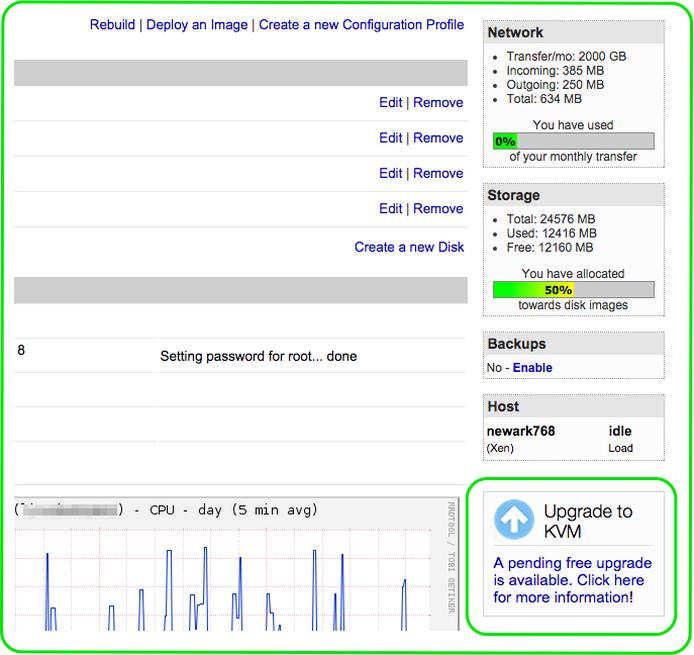 Rebuild | Deploy an Image | Create a new Configuration Profile
Edit | Remove
Edit | Remove
Edit | Remove
Edit | Remove
Create a new Disk
8
Setting password for root... done
) - CPU - day (5 min avg)
RRDTOOL / TOBI OETIKER
Network
Transfer/mo: 2000 GB
Incoming: 385 MB
Outgoing: 250 MB
Total: 634 MB
You have used
0%
of your monthly transfer
Storage
Total: 24576 MB
Used: 12416 MB
Free: 12160 MB
You have allocated
50%
towards disk images
Backups
No - Enable
Host
newark768 idle
(Xen) Load
Upgrade to
KVM
A pending free upgrade
is available. Click here
for more information!